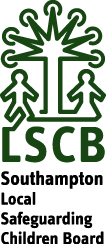 LSCB
Southampton
Local
Safeguarding
Children Board